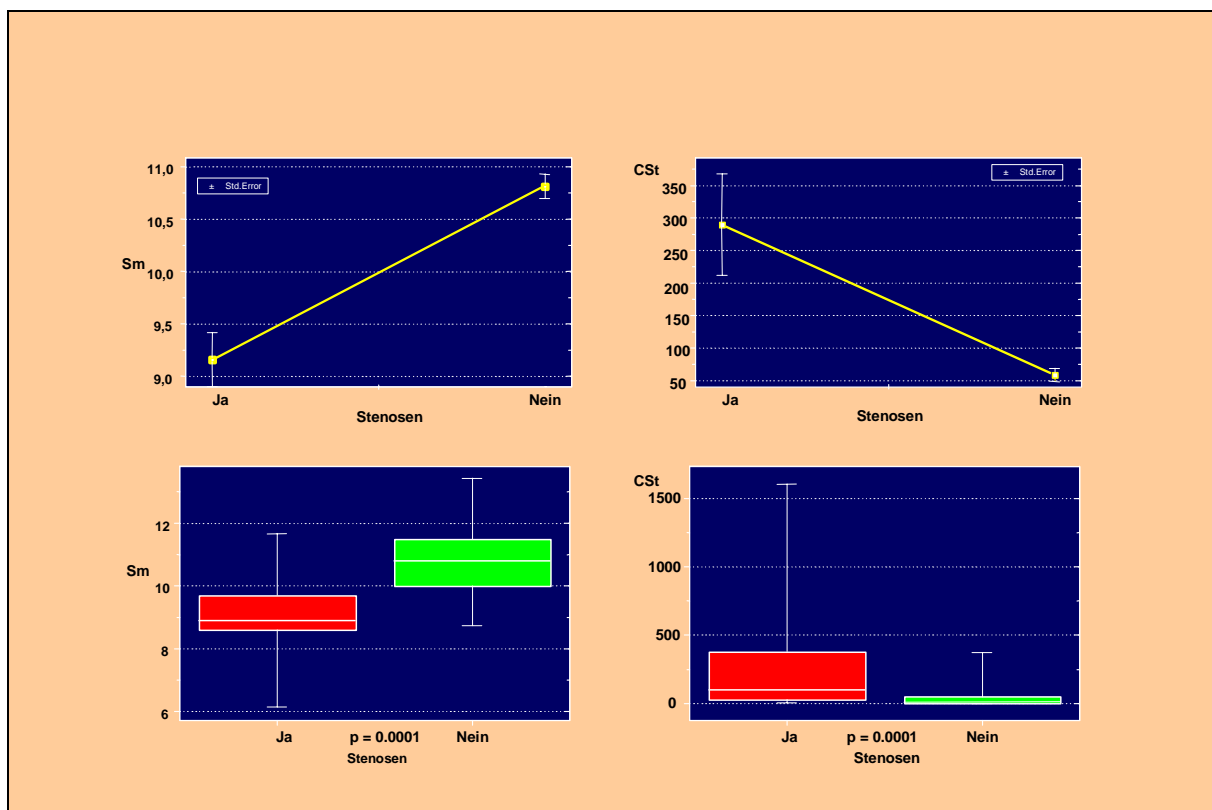 11,0
10,5
Sm
10,0
9,5
9,0
± Std.Error
Ja
Nein
Stenosen
CSt
350
300
250
200
150
100
50
± Std.Error
Ja
Nein
Stenosen
12
Sm
10
8
6
Ja
p = 0.0001
Nein
Stenosen
CSt
1500
1000
500
0
Ja
p = 0.0001
Nein
Stenosen